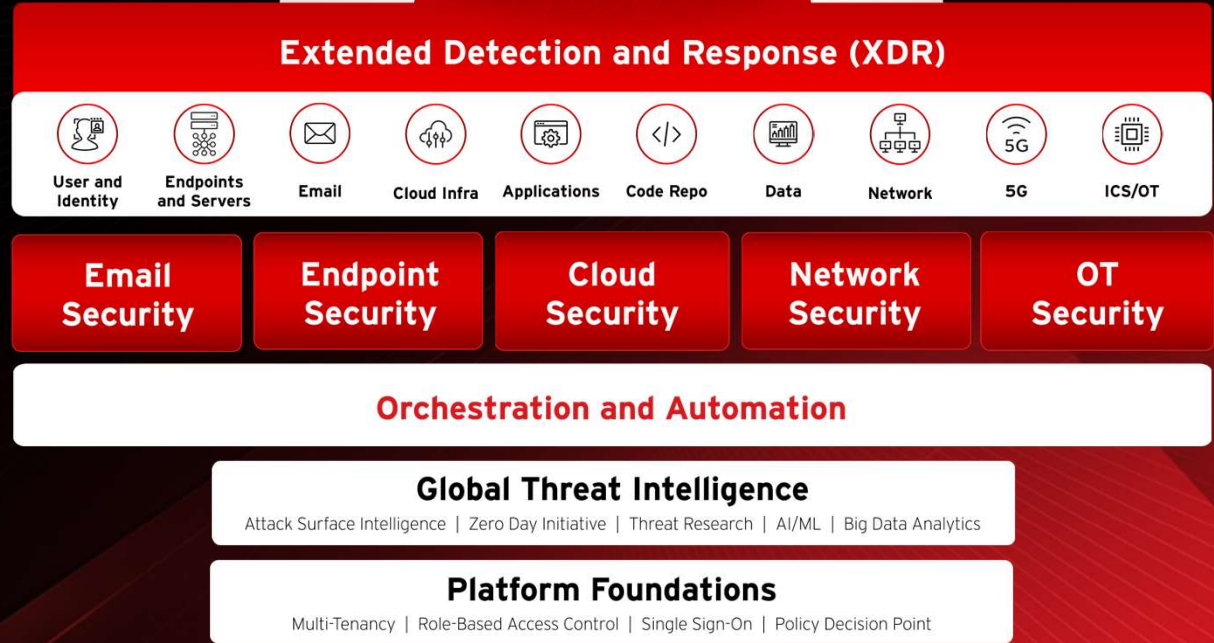 Extended Detection and Response (XDR)
5G
User and
Identity
Endpoints
and Servers
Email
Cloud Infra
Applications
Code Repo
Data
Network
5G
ICS/OT
Email
Security
Endpoint
Security
Cloud
Security
Network
Security
OT
Security
Orchestration and Automation
Global Threat Intelligence
Attack Surface Intelligence | Zero Day Initiative | Threat Research | AI/ML | Big Data Analytics
Platform Foundations
Multi-Tenancy | Role-Based Access Control | Single Sign-On | Policy Decision Point